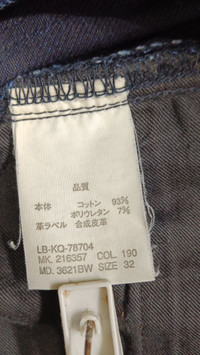 品質
本体 コットン 93%
ポリウレタン 7%
革ラベル 合成皮革
LB-KQ-78704
MK. 216357 COL. 190
MD. 3621BW SIZE 32